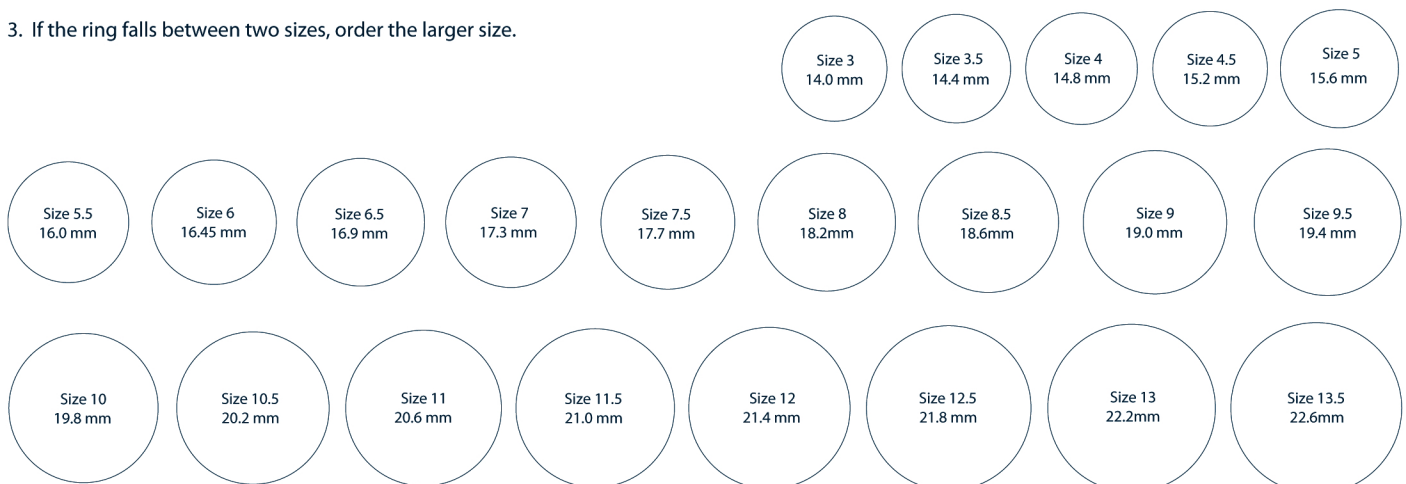 3. If the ring falls between two sizes, order the larger size.
Size 3
14.0 mm
Size 3.5
14.4 mm
Size 4
14.8 mm
Size 4.5
15.2 mm
Size 5
15.6 mm
Size 5.5
16.0 mm
Size 6
16.45 mm
Size 6.5
16.9 mm
Size 7
17.3 mm
Size 7.5
17.7 mm
Size 8
18.2mm
Size 8.5
18.6mm
Size 9
19.0 mm
Size 9.5
19.4 mm
Size 10
19.8 mm
Size 10.5
20.2 mm
Size 11
20.6 mm
Size 11.5
21.0 mm
Size 12
21.4 mm
Size 12.5
21.8 mm
Size 13
22.2mm
Size 13.5
22.6mm